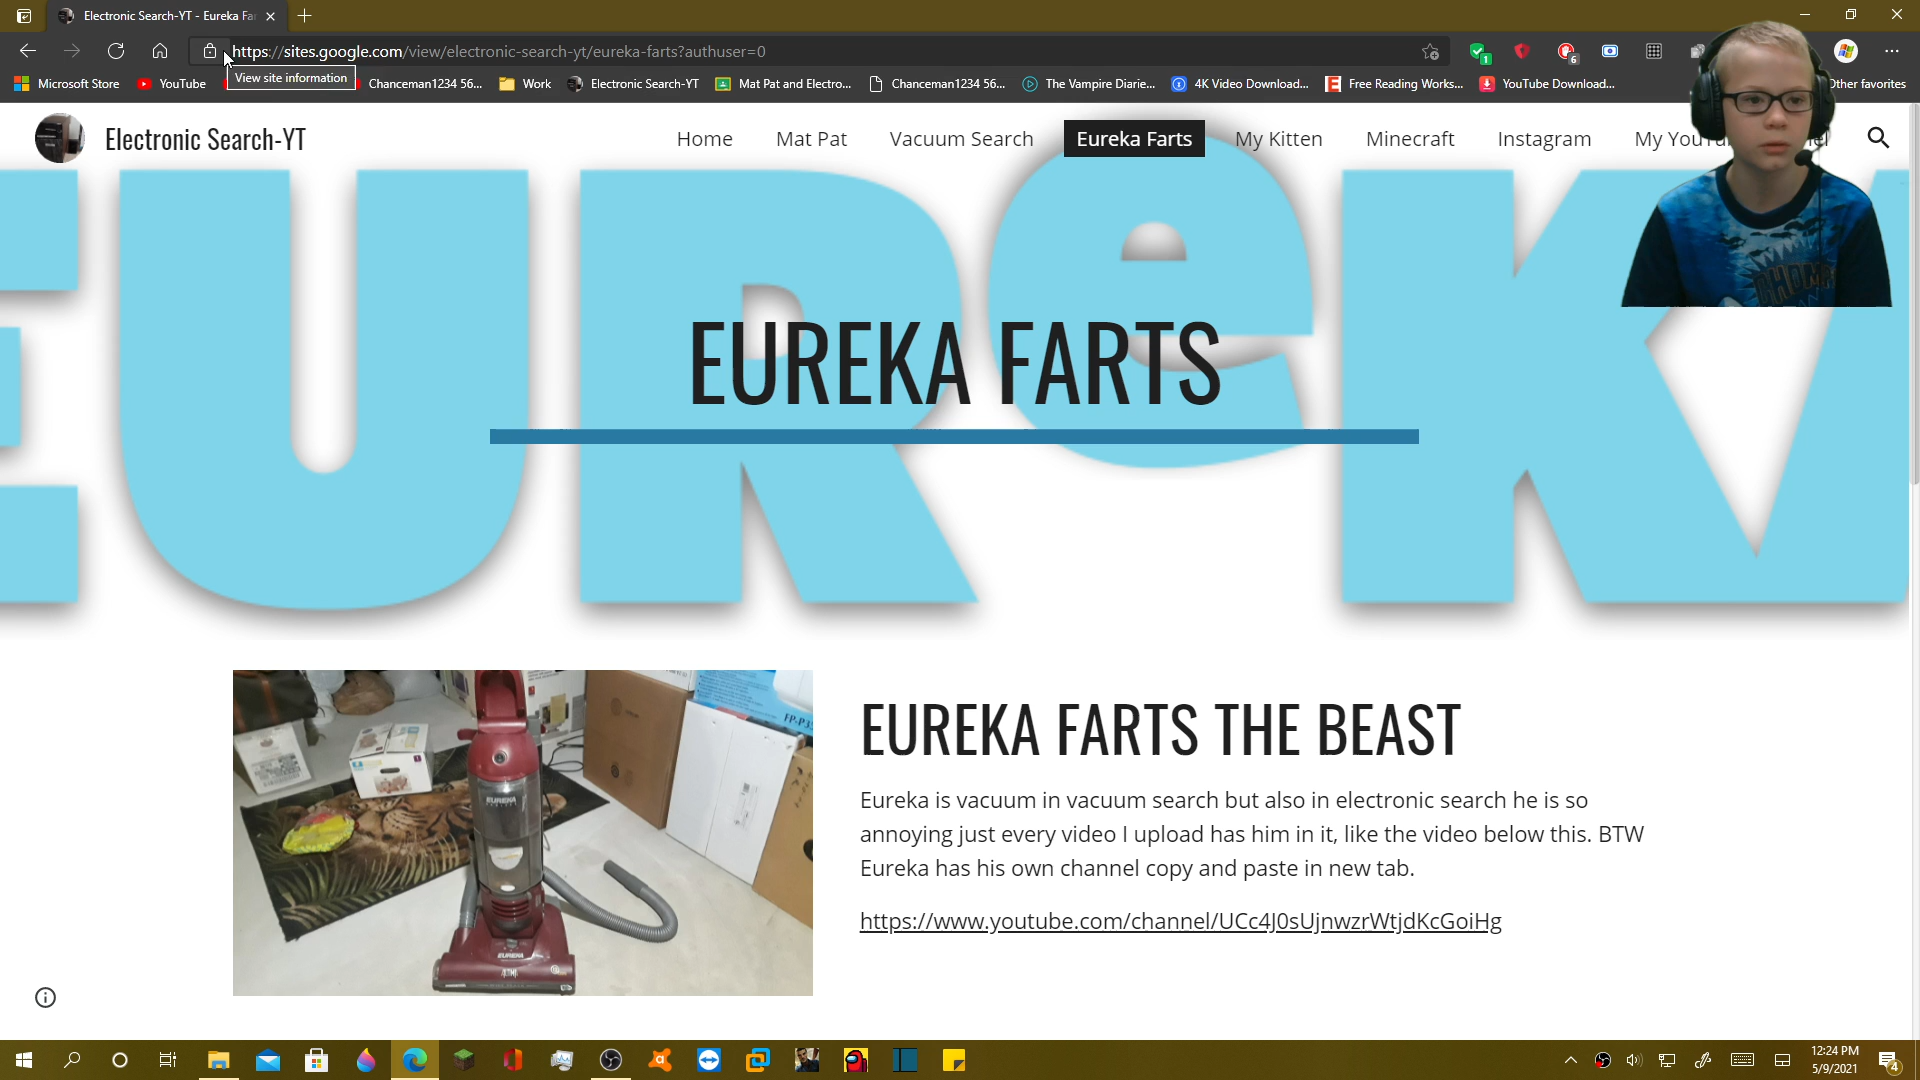 Electronic Search-YT - Eureka Fa
https://sites.google.com/view/electronic-search-yt/eureka-farts?authuser=0
View site information
Microsoft Store
YouTube
Chanceman1234 56...
Work
Electronic Search-YT
Mat Pat and Electro...
Chanceman1234 56...
The Vampire Diarie...
4K Video Download...
Free Reading Works...
YouTube Download...
Other favorites
Electronic Search-YT
Home
Mat Pat
Vacuum Search
Eureka Farts
My Kitten
Minecraft
Instagram
My YouTu
EUREKA
EUREKA FARTS
EUREKA FARTS THE BEAST
Eureka is vacuum in vacuum search but also in electronic search he is so
annoying just every video I upload has him in it, like the video below this. BTW
Eureka has his own channel copy and paste in new tab.
https://www.youtube.com/channel/UCc4J0sUjnwzrWtjdKcGoiHg
EUREKA
EUREKA
12:24 PM
5/9/2021